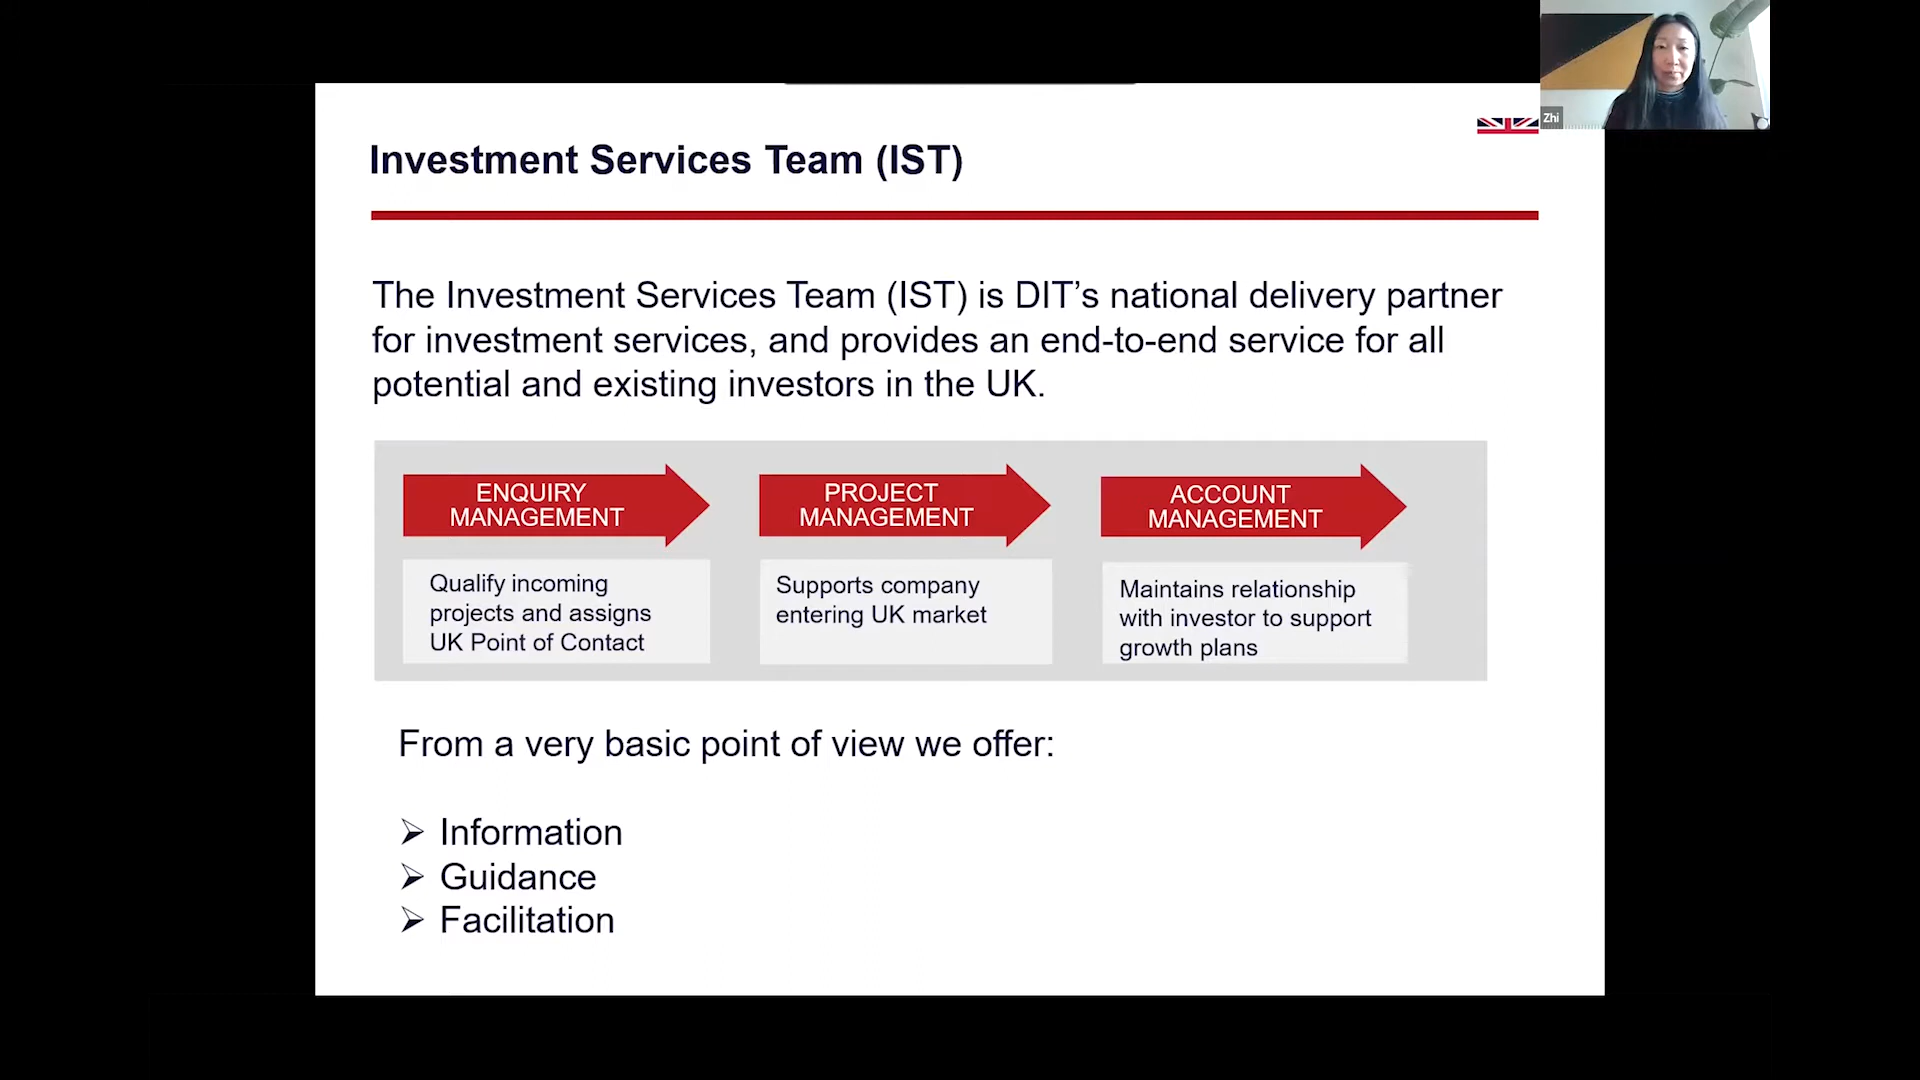 Zhi
Investment Services Team (IST)
The Investment Services Team (IST) is DIT’s national delivery partner
for investment services, and provides an end-to-end service for all
potential and existing investors in the UK.
ENQUIRY
MANAGEMENT
Qualify incoming
projects and assigns
UK Point of Contact
PROJECT
MANAGEMENT
Supports company
entering UK market
ACCOUNT
MANAGEMENT
Maintains relationship
with investor to support
growth plans
From a very basic point of view we offer:
➢ Information
➢ Guidance
➢ Facilitation